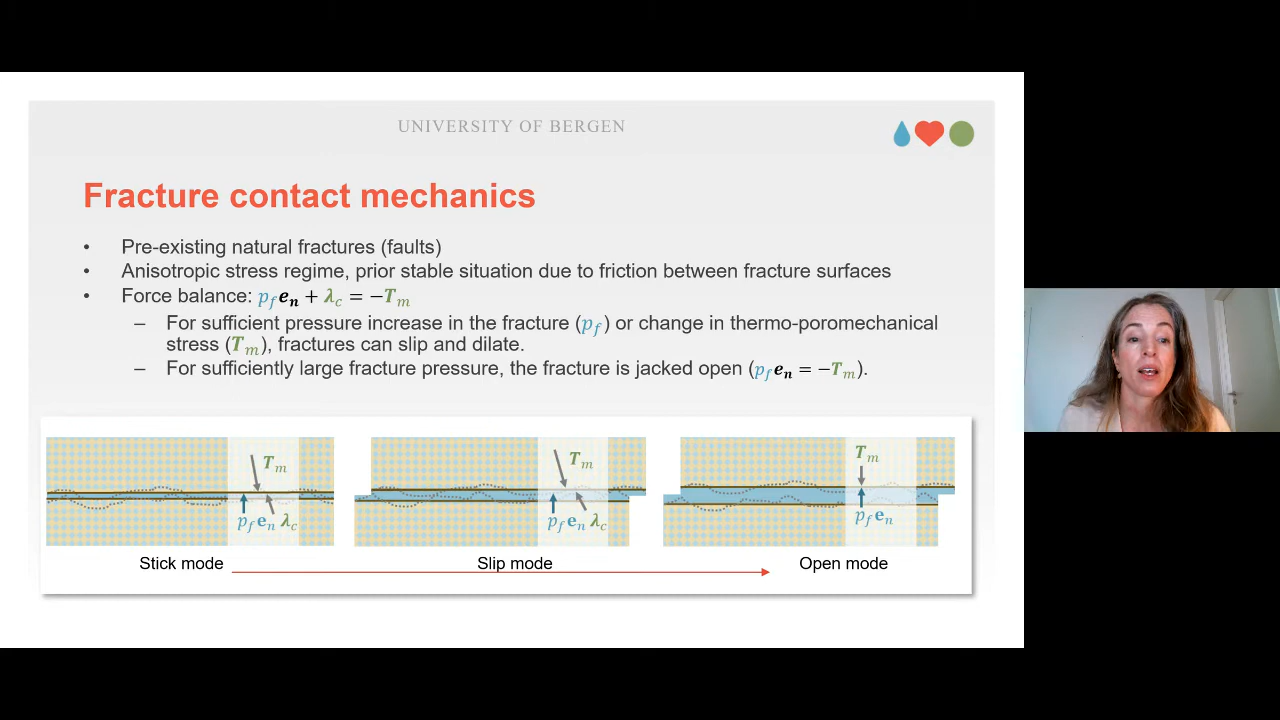 UNIVERSITY OF BERGEN
Fracture contact mechanics
• Pre-existing natural fractures (faults)
• Anisotropic stress regime, prior stable situation due to friction between fracture surfaces
• Force balance: p_f e_n + λ_c = −T_m
– For sufficient pressure increase in the fracture (p_f) or change in thermo-poromechanical
stress (T_m), fractures can slip and dilate.
– For sufficiently large fracture pressure, the fracture is jacked open (p_f e_n = −T_m).
T_m
p_f e_n λ_c
Stick mode
T_m
p_f e_n λ_c
Slip mode
T_m
p_f e_n
Open mode